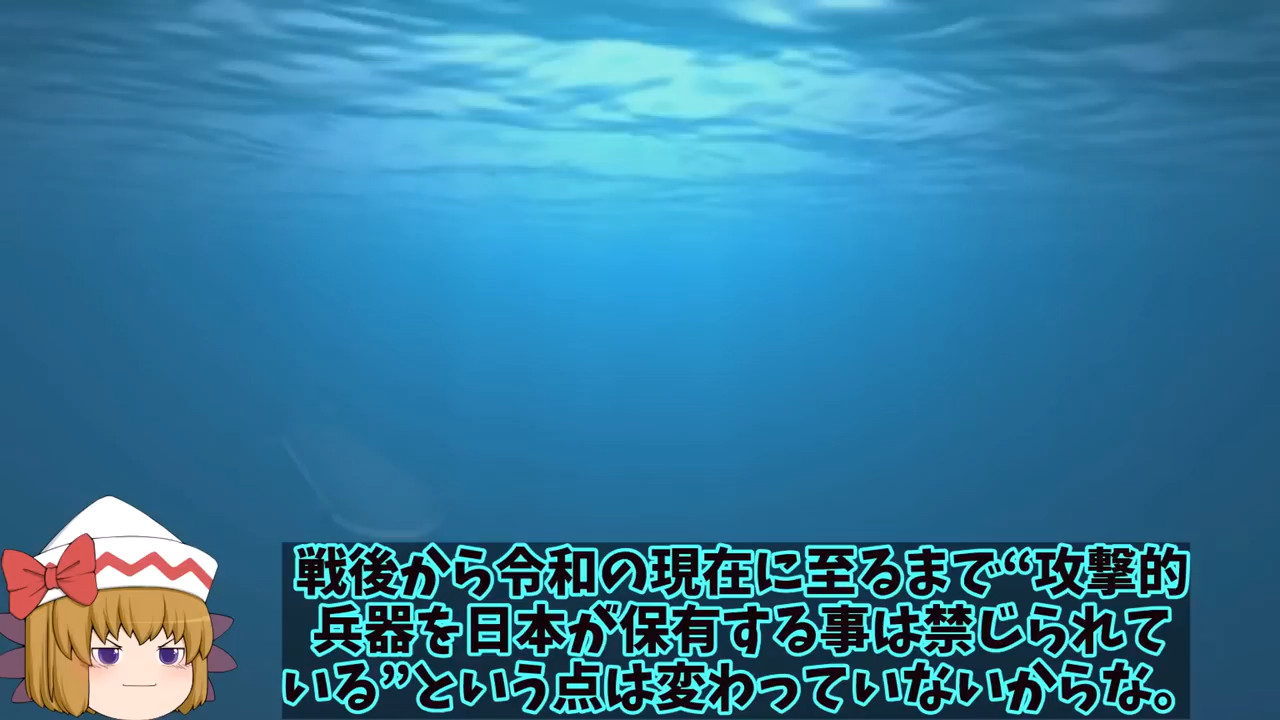 戦後から令和の現在に至るまで“攻撃的
兵器を日本が保有する事は禁じられて
いる”という点は変わっていないからな。